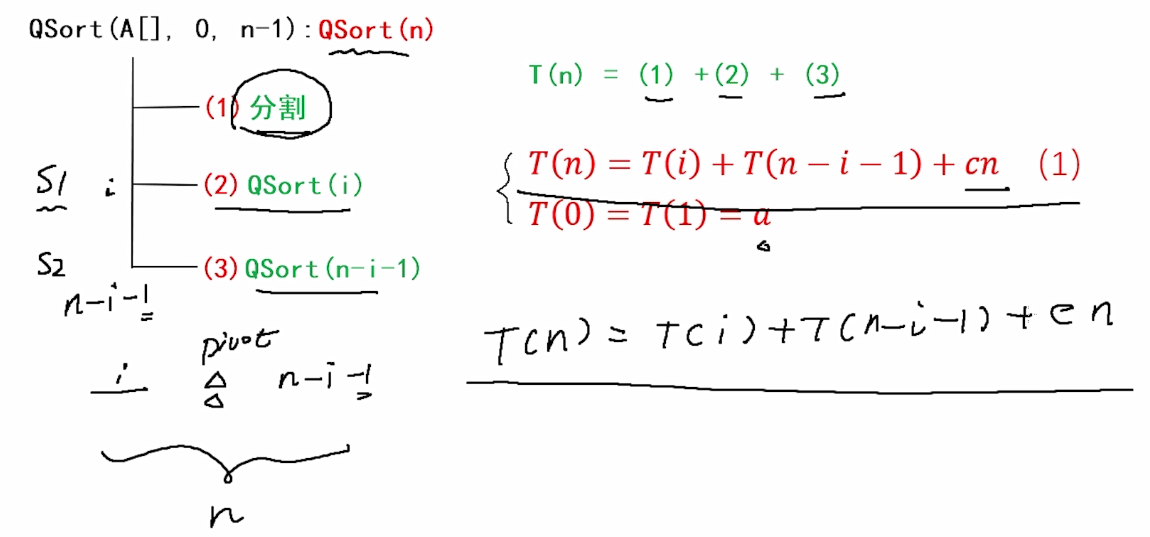 QSort(A[], 0, n-1):QSort(n)
(1) 分割
S1 i (2) QSort(i)
S2 (3) QSort(n-i-1)
n-i-1
pivot
i △ n-i-1
△
n
T(n) = (1) +(2) + (3)
T(n) = T(i) + T(n − i − 1) + cn (1)
T(0) = T(1) = a
T(n) = T(i) + T(n-i-1) + cn